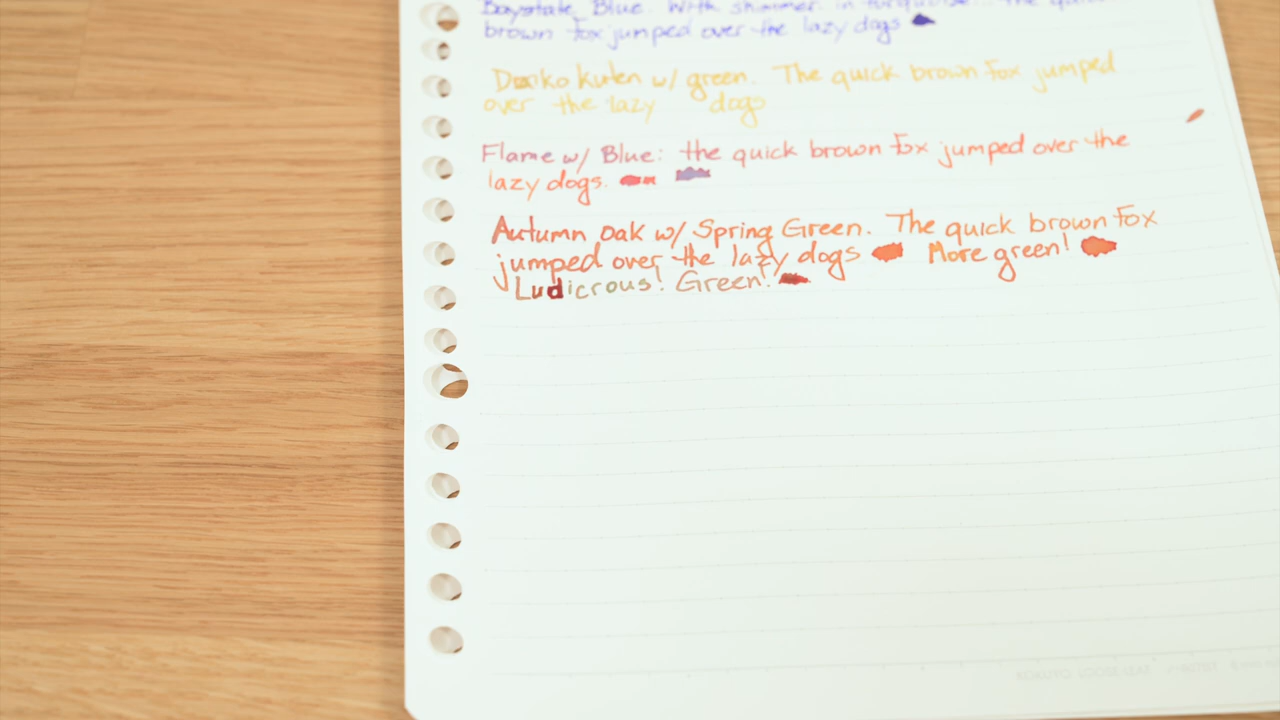 Baystate Blue. With shimmer in turquoise... the quick
brown fox jumped over the lazy dogs
Dankokuten w/ green. The quick brown fox jumped
over the lazy dogs
Flame w/ Blue: the quick brown fox jumped over the
lazy dogs.
Autumn Oak w/ Spring Green. The quick brown fox
jumped over the lazy dogs More green!
Ludicrous! Green!